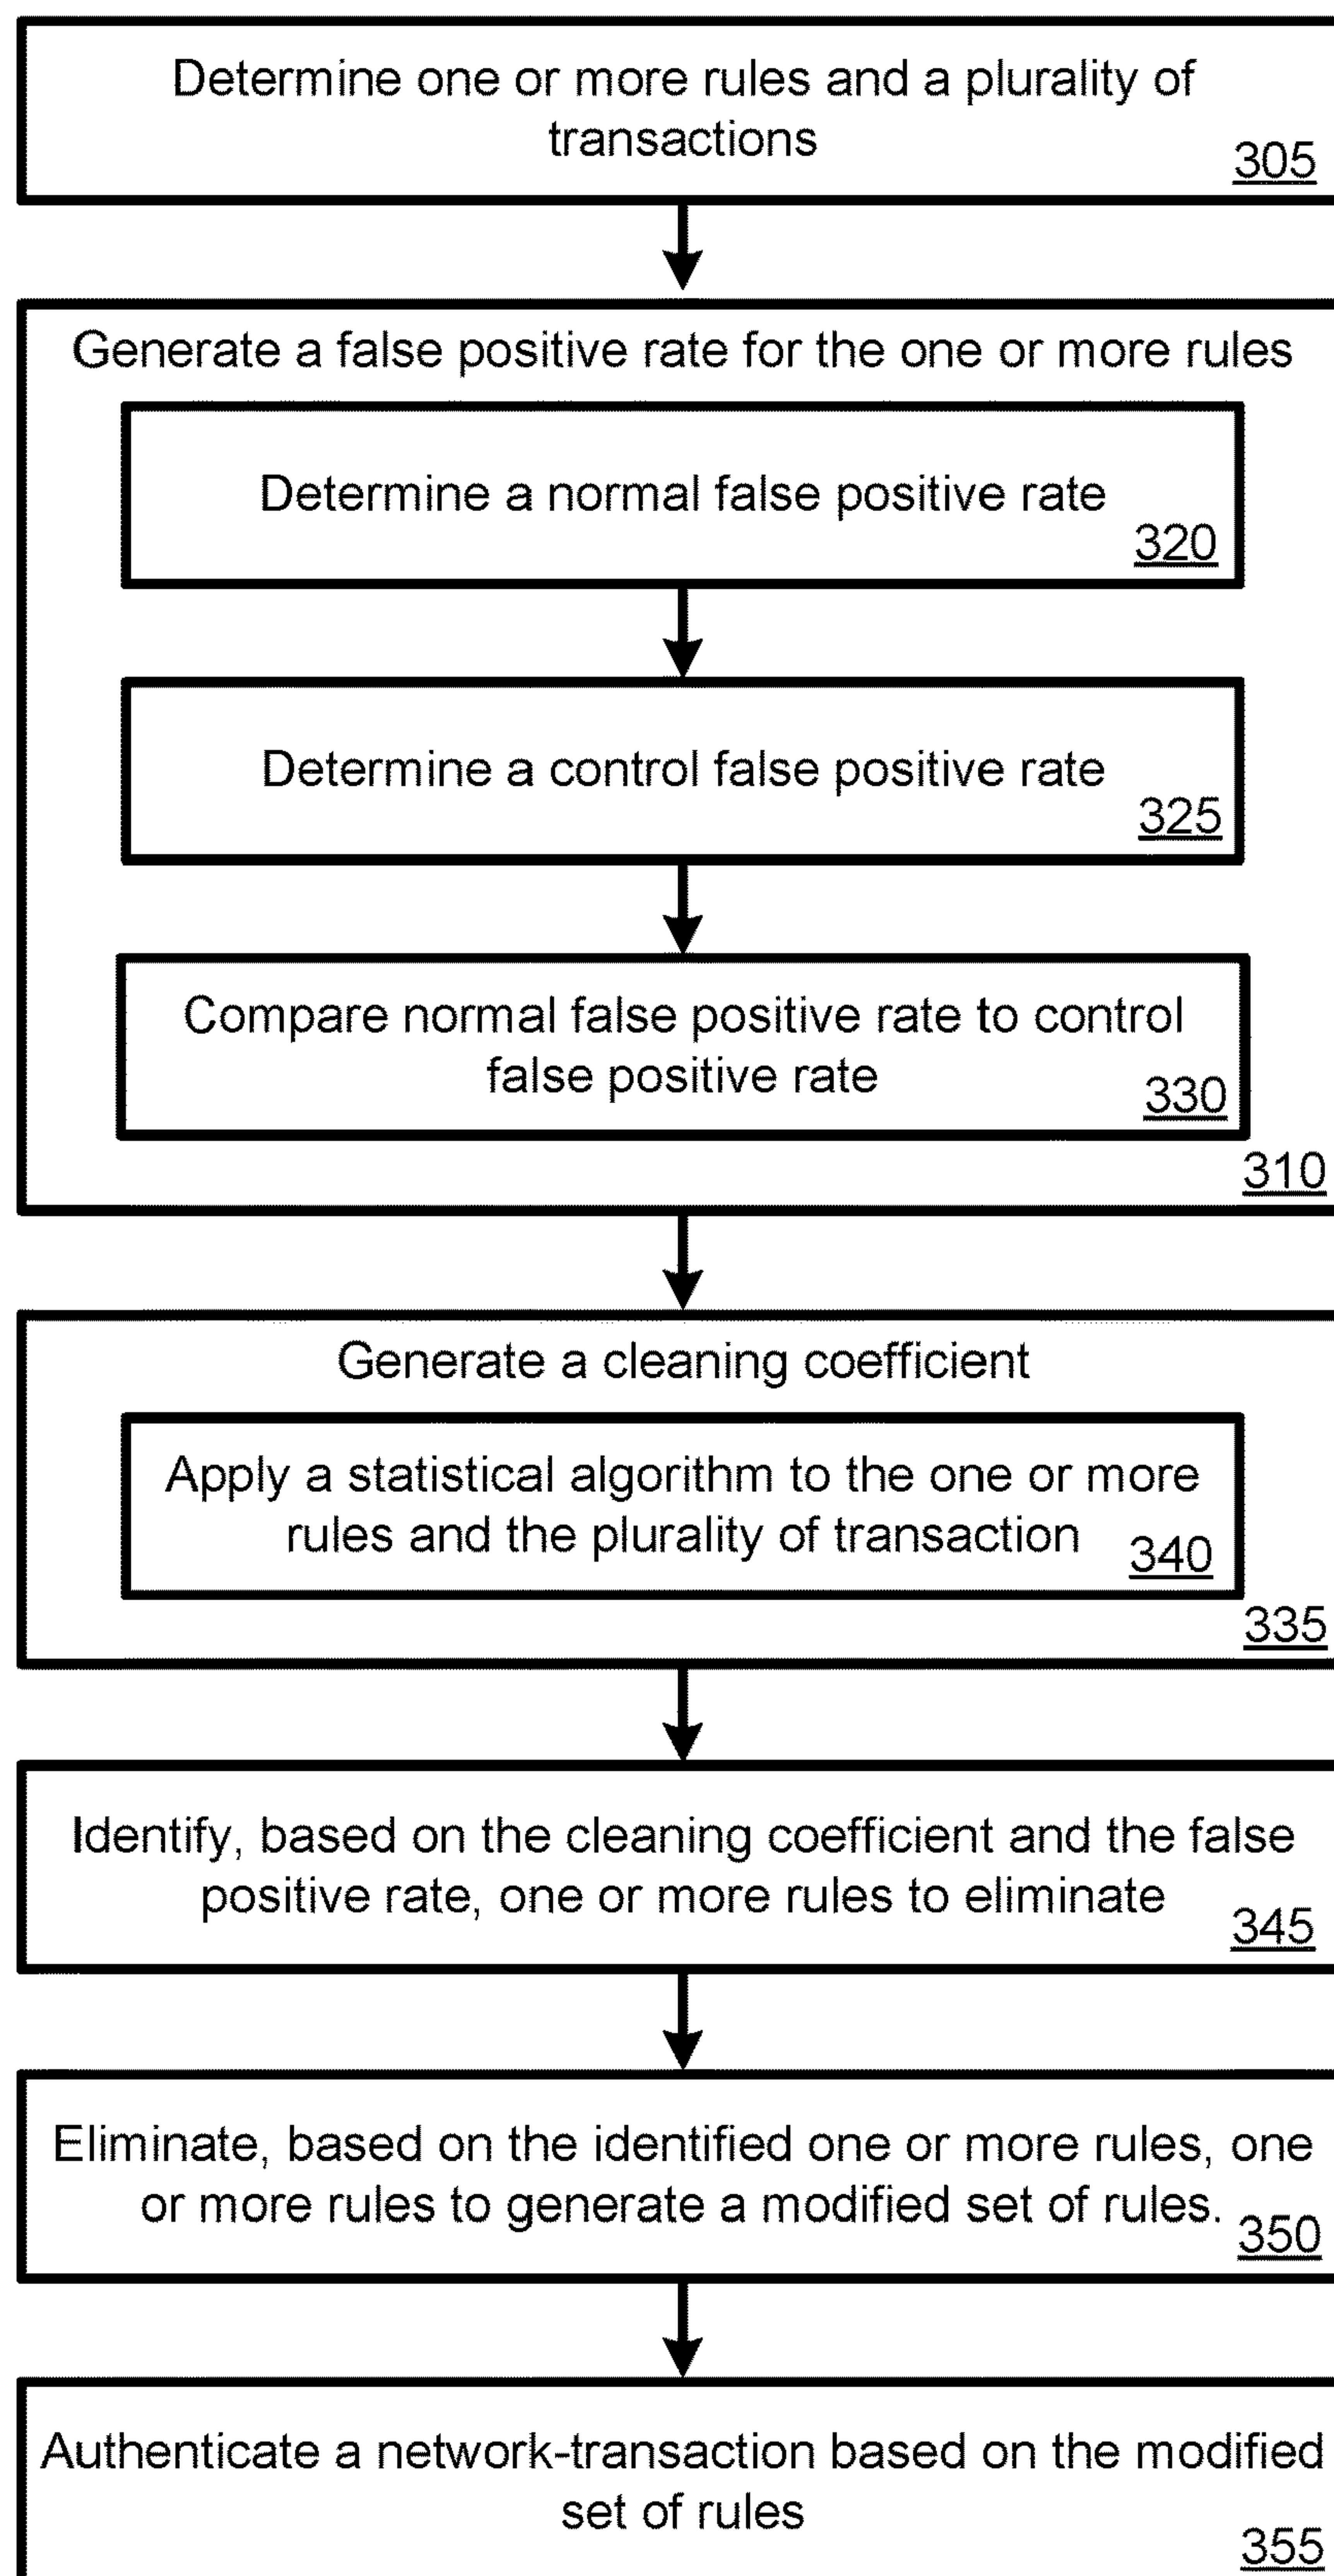 Determine one or more rules and a plurality of
transactions
305
Generate a false positive rate for the one or more rules
Determine a normal false positive rate
320
Determine a control false positive rate
325
Compare normal false positive rate to control
false positive rate
330
310
Generate a cleaning coefficient
Apply a statistical algorithm to the one or more
rules and the plurality of transaction
340
335
Identify, based on the cleaning coefficient and the false
positive rate, one or more rules to eliminate
345
Eliminate, based on the identified one or more rules, one
or more rules to generate a modified set of rules.
350
Authenticate a network-transaction based on the modified
set of rules
355